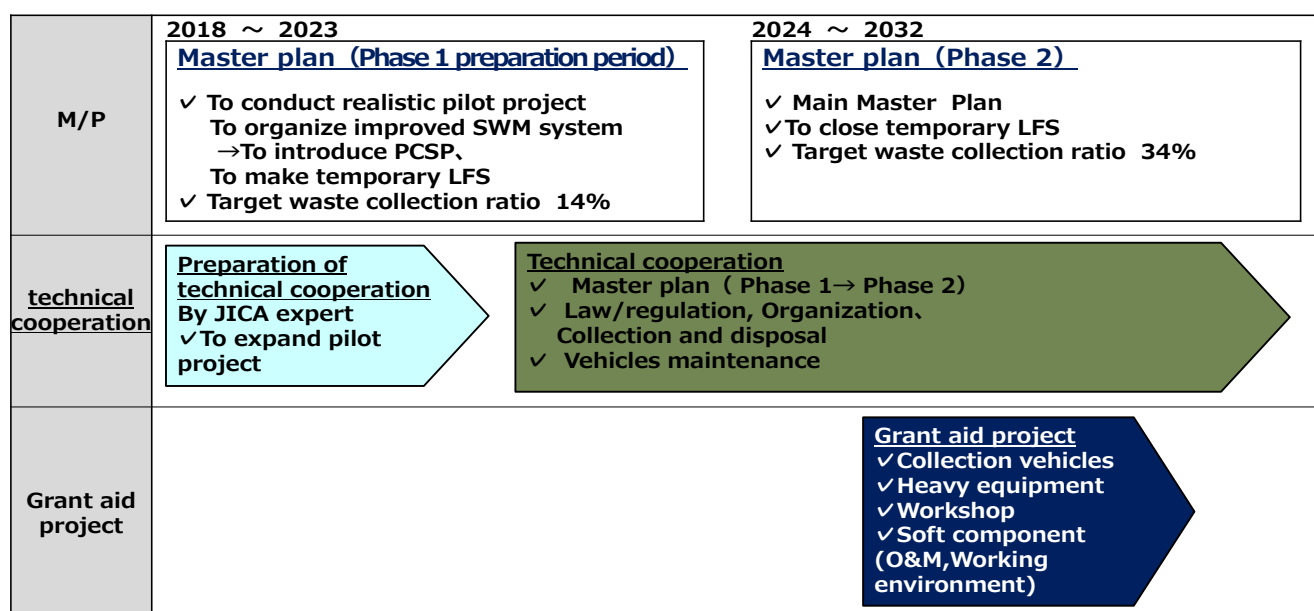 2018 ～ 2023
2024 ～ 2032
M/P
Master plan（Phase 1 preparation period）
✓ To conduct realistic pilot project
To organize improved SWM system
→To introduce PCSP、
To make temporary LFS
✓ Target waste collection ratio 14%
Master plan（Phase 2）
✓ Main Master Plan
✓To close temporary LFS
✓ Target waste collection ratio 34%
technical
cooperation
Preparation of
technical cooperation
By JICA expert
✓To expand pilot
project
Technical cooperation
✓ Master plan（ Phase 1→ Phase 2）
✓ Law/regulation, Organization、
Collection and disposal
✓ Vehicles maintenance
Grant aid
project
Grant aid project
✓Collection vehicles
✓Heavy equipment
✓Workshop
✓Soft component
(O&M,Working
environment)